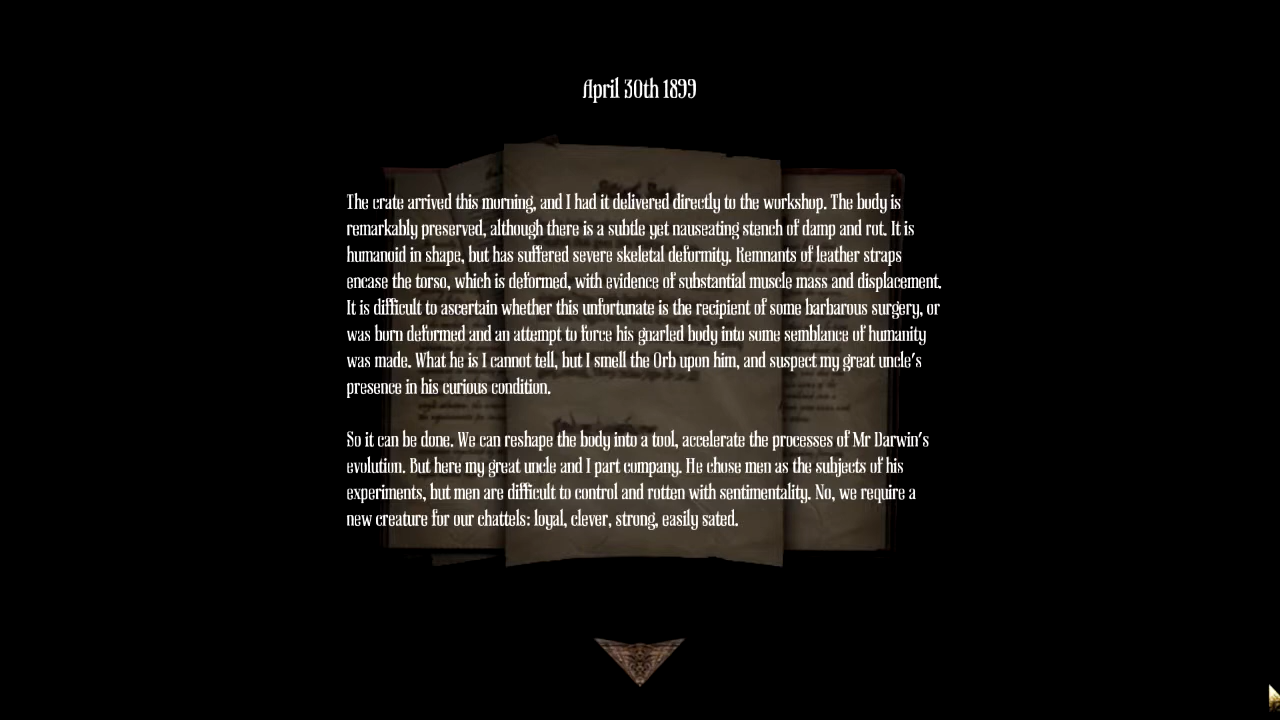 April 30th 1899
The crate arrived this morning, and I had it delivered directly to the workshop. The body is
remarkably preserved, although there is a subtle yet nauseating stench of damp and rot. It is
humanoid in shape, but has suffered severe skeletal deformity. Remnants of leather straps
encase the torso, which is deformed, with evidence of substantial muscle mass and displacement.
It is difficult to ascertain whether this unfortunate is the recipient of some barbarous surgery, or
was born deformed and an attempt to force his gnarled body into some semblance of humanity
was made. What he is I cannot tell, but I smell the Orb upon him, and suspect my great uncle's
presence in his curious condition.
So it can be done. We can reshape the body into a tool, accelerate the processes of Mr Darwin's
evolution. But here my great uncle and I part company. He chose men as the subjects of his
experiments, but men are difficult to control and rotten with sentimentality. No, we require a
new creature for our chattels: loyal, clever, strong, easily sated.